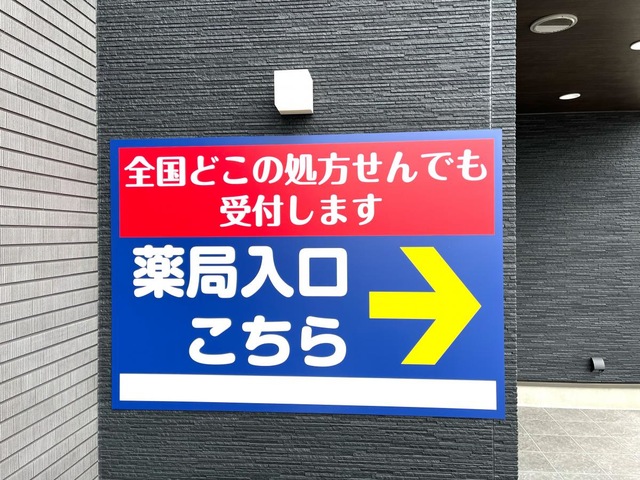 全国どこの処方せんでも
受付します
薬局入口
こちら